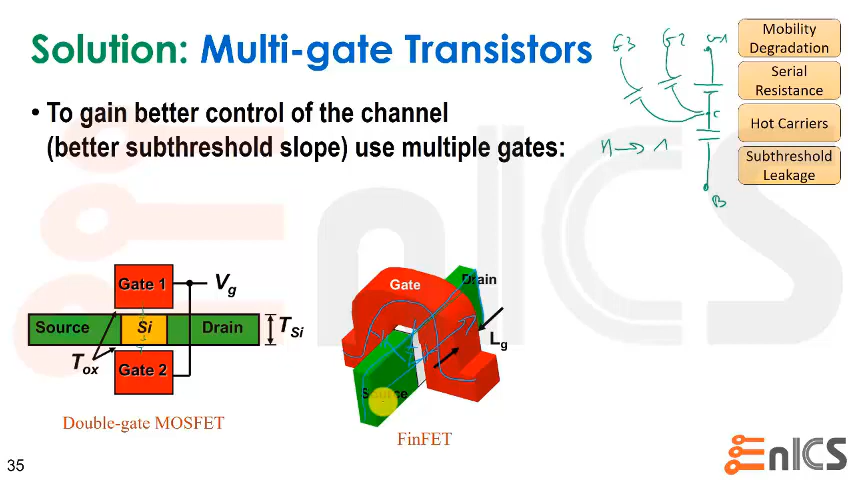 Solution: Multi-gate Transistors
• To gain better control of the channel
(better subthreshold slope) use multiple gates:
G3 G2 G1
C
n → 1
B
Mobility
Degradation
Serial
Resistance
Hot Carriers
Subthreshold
Leakage
Gate 1
Vg
Source Si Drain
TSi
Tox
Gate 2
Double-gate MOSFET
Gate
Drain
Lg
Source
FinFET
35
EnICS